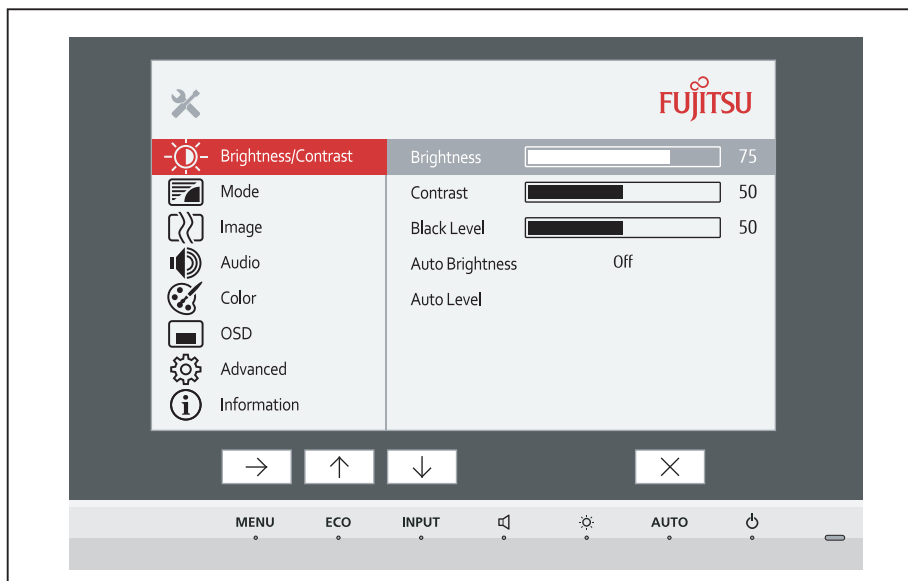 FUJITSU
Brightness/Contrast
Brightness 75
Mode
Contrast 50
Image
Black Level 50
Audio
Auto Brightness Off
Color
Auto Level
OSD
Advanced
Information
MENU ECO INPUT AUTO